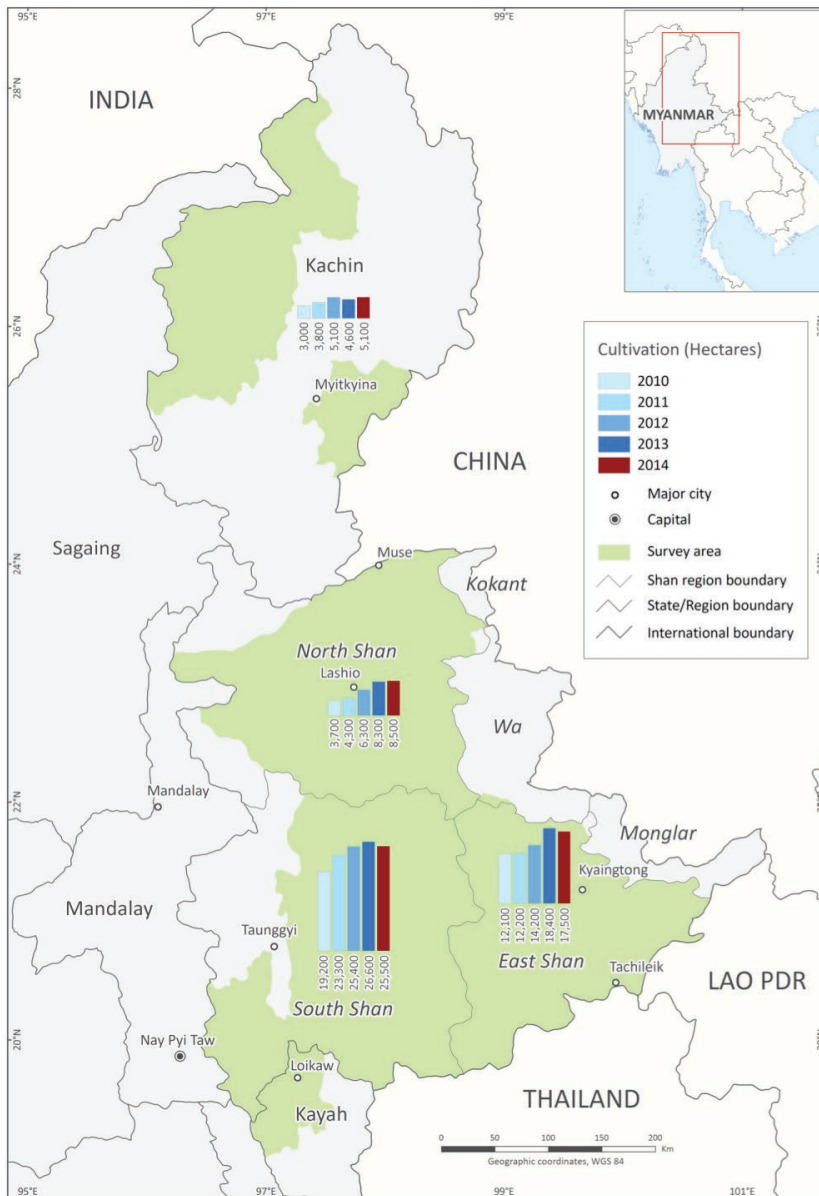 95°E
97°E
99°E
28°N
INDIA
MYANMAR
Kachin
3,000
3,800
5,100
4,600
5,100
26°N
Myitkyina
Cultivation (Hectares)
2010
2011
2012
2013
2014
Major city
Capital
Survey area
Shan region boundary
State/Region boundary
International boundary
CHINA
Sagaing
24°N
Muse
Kokant
North Shan
Lashio
3,700
4,300
6,300
8,300
8,500
Wa
22°N
Mandalay
Monglar
Kyaingtong
12,100
12,200
14,200
18,400
17,500
East Shan
Mandalay
Taunggyi
19,200
23,300
25,400
26,600
25,500
South Shan
Tachileik
LAO PDR
20°N
Nay Pyi Taw
Loikaw
Kayah
THAILAND
0 50 100 150 200
Km
Geographic coordinates, WGS 84
95°E
97°E
99°E
101°E